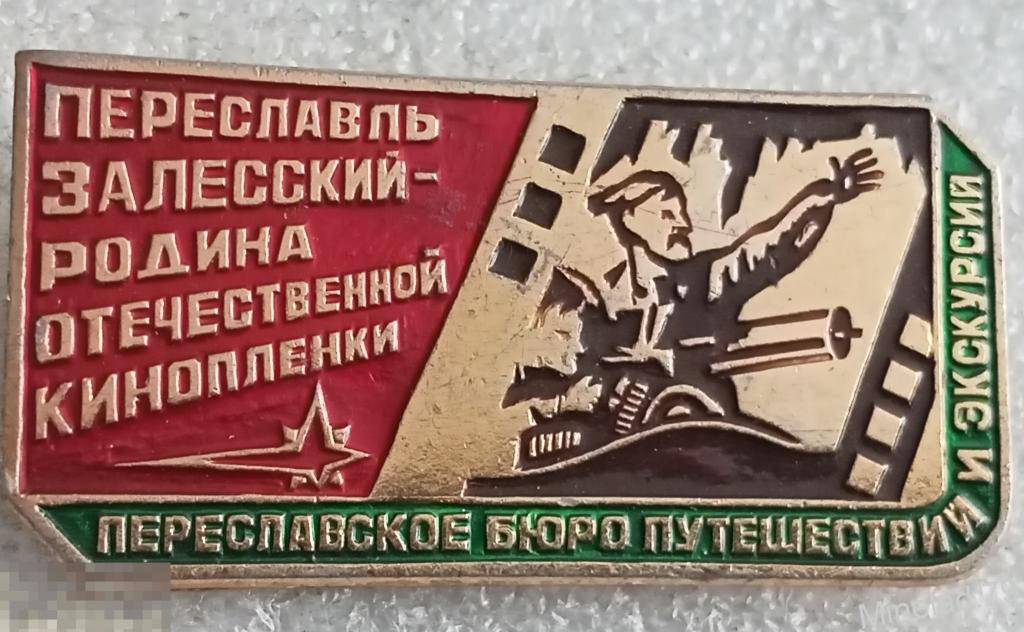 ПЕРЕСЛАВЛЬ
ЗАЛЕССКИЙ-
РОДИНА
ОТЕЧЕСТВЕННОЙ
КИНОПЛЕНКИ
ПЕРЕСЛАВСКОЕ БЮРО ПУТЕШЕСТВИЙ И ЭКСКУРСИЙ